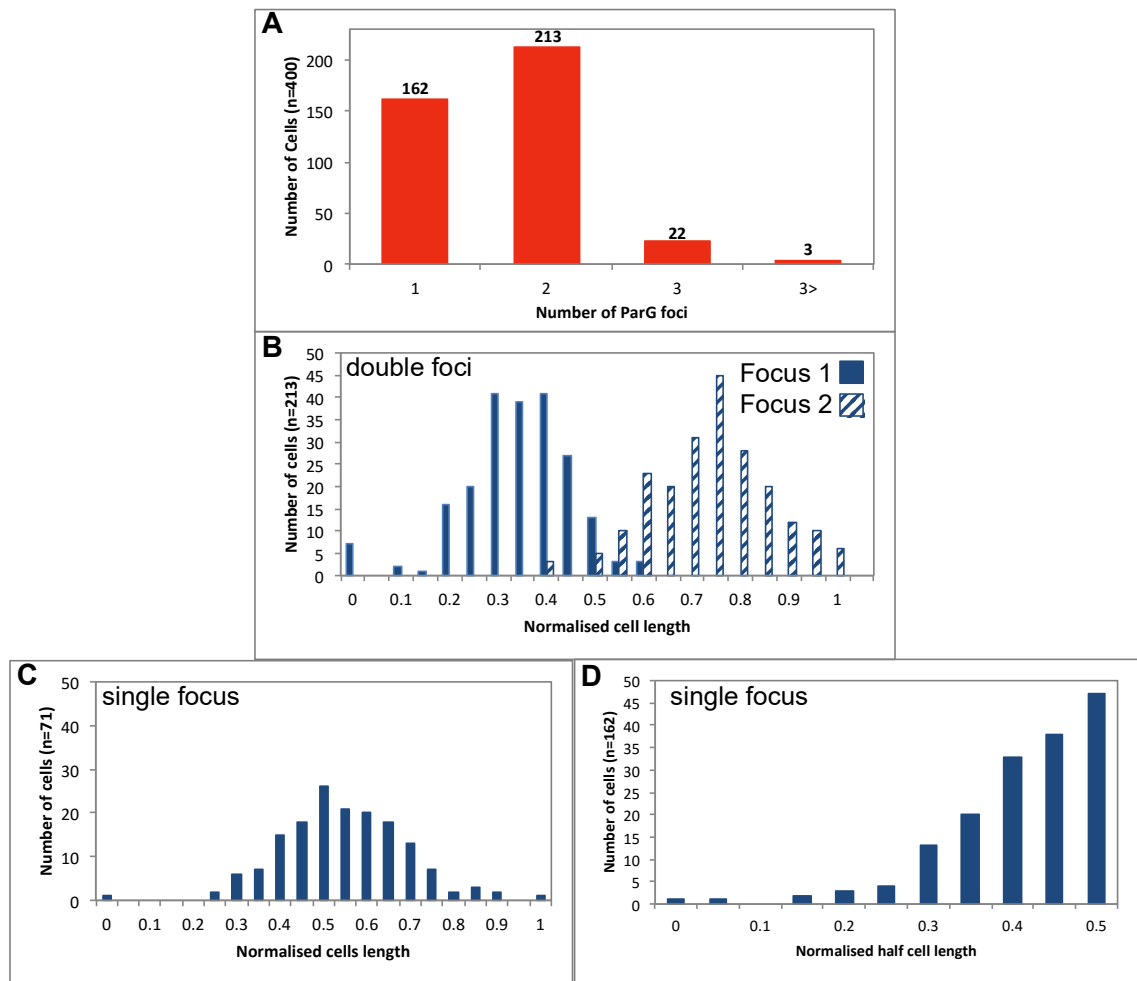 A
Number of Cells (n=400)
200
150
100
50
0
162
213
22
3
1 2 3 3>
Number of ParG foci
B
double foci
Focus 1
Focus 2
Number of cells (n=213)
50
45
40
35
30
25
20
15
10
5
0
0 0.1 0.2 0.3 0.4 0.5 0.6 0.7 0.8 0.9 1
Normalised cell length
C
single focus
Number of cells (n=71)
50
40
30
20
10
0
0 0.1 0.2 0.3 0.4 0.5 0.6 0.7 0.8 0.9 1
Normalised cells length
D
single focus
Number of cells (n=162)
50
45
40
35
30
25
20
15
10
5
0
0 0.1 0.2 0.3 0.4 0.5
Normalised half cell length